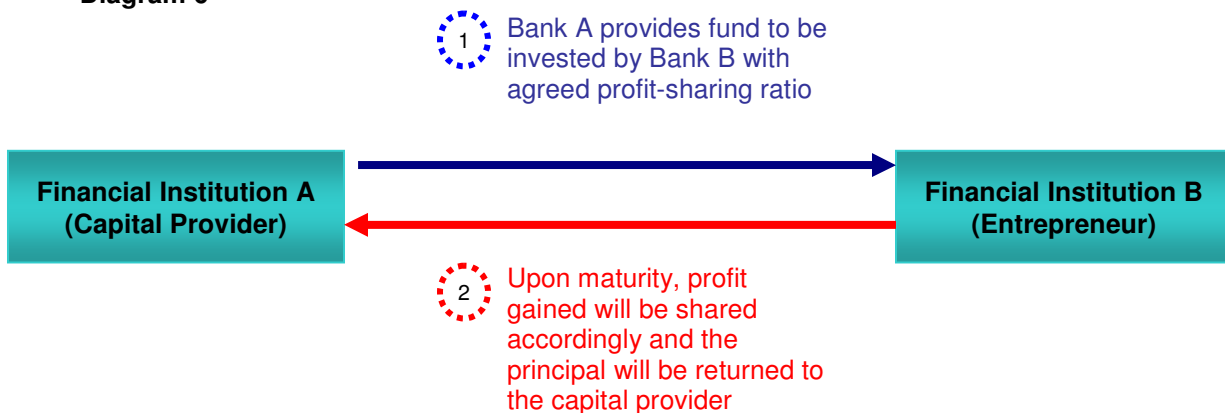 1
Bank A provides fund to be
invested by Bank B with
agreed profit-sharing ratio
Financial Institution A
(Capital Provider)
Financial Institution B
(Entrepreneur)
2
Upon maturity, profit
gained will be shared
accordingly and the
principal will be returned to
the capital provider